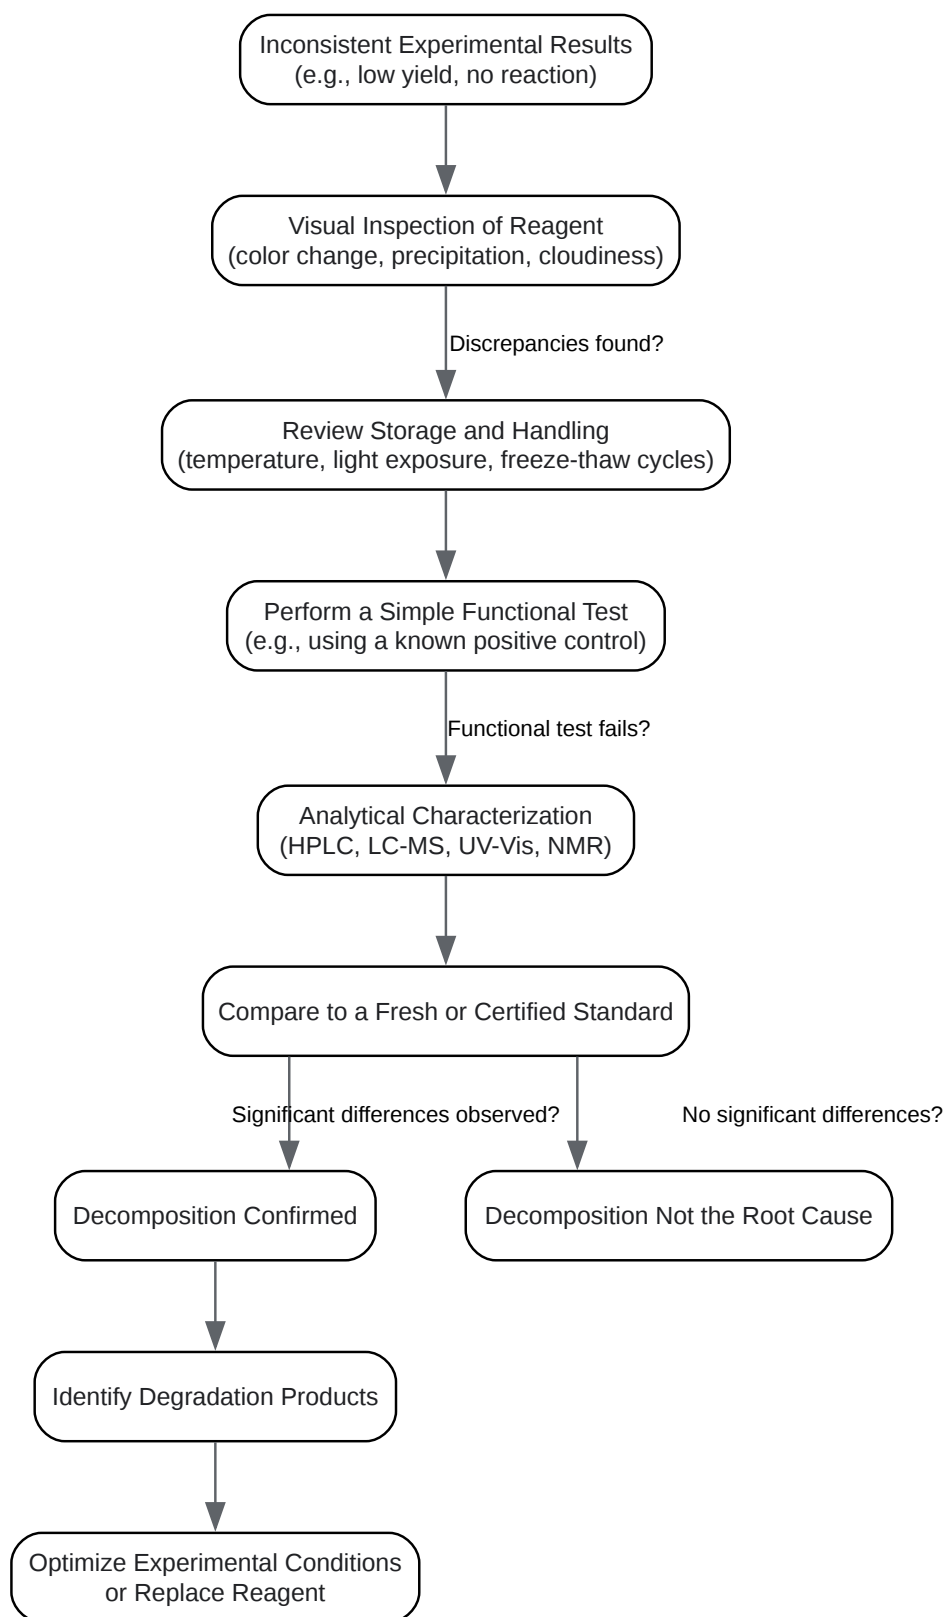 Inconsistent Experimental Results
(e.g., low yield, no reaction)
Visual Inspection of Reagent
(color change, precipitation, cloudiness)
Discrepancies found?
Review Storage and Handling
(temperature, light exposure, freeze-thaw cycles)
Perform a Simple Functional Test
(e.g., using a known positive control)
Functional test fails?
Analytical Characterization
(HPLC, LC-MS, UV-Vis, NMR)
Compare to a Fresh or Certified Standard
Significant differences observed?
No significant differences?
Decomposition Confirmed
Decomposition Not the Root Cause
Identify Degradation Products
Optimize Experimental Conditions
or Replace Reagent